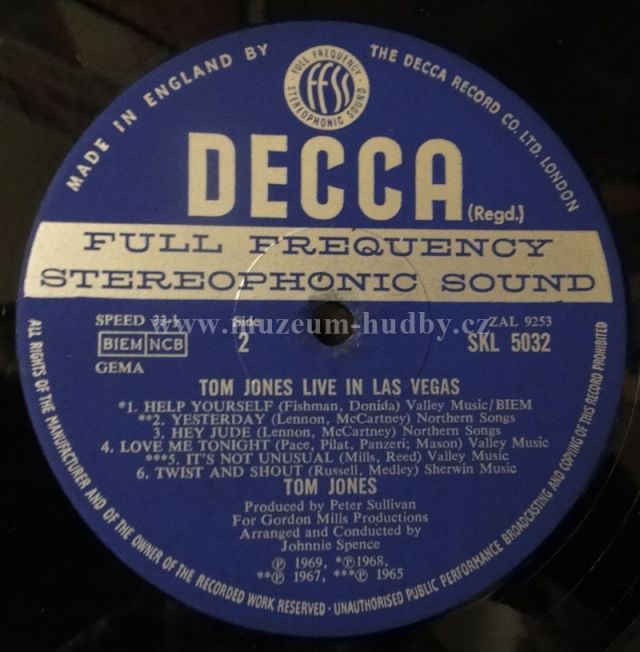 MADE IN ENGLAND BY
THE DECCA RECORD CO. LTD. LONDON
FULL FREQUENCY
FFSS
STEREOPHONIC SOUND
DECCA
(Regd.)
FULL FREQUENCY
STEREOPHONIC SOUND
SPEED 33⅓
Side
2
ZAL 9253
BIEM NCB
SKL 5032
GEMA
www.muzeum-hudby.cz
TOM JONES LIVE IN LAS VEGAS
*1. HELP YOURSELF (Fishman, Donida) Valley Music/BIEM
**2. YESTERDAY (Lennon, McCartney) Northern Songs
3. HEY JUDE (Lennon, McCartney) Northern Songs
4. LOVE ME TONIGHT (Pace, Pilat, Panzeri; Mason) Valley Music
***5. IT'S NOT UNUSUAL (Mills, Reed) Valley Music
6. TWIST AND SHOUT (Russell, Medley) Sherwin Music
TOM JONES
Produced by Peter Sullivan
For Gordon Mills Productions
Arranged and Conducted by
Johnnie Spence
℗ 1969, *℗1968,
**℗ 1967, ***℗ 1965
ALL RIGHTS OF THE MANUFACTURER AND OF THE OWNER OF THE RECORDED WORK RESERVED · UNAUTHORISED PUBLIC PERFORMANCE BROADCASTING AND COPYING OF THIS RECORD PROHIBITED